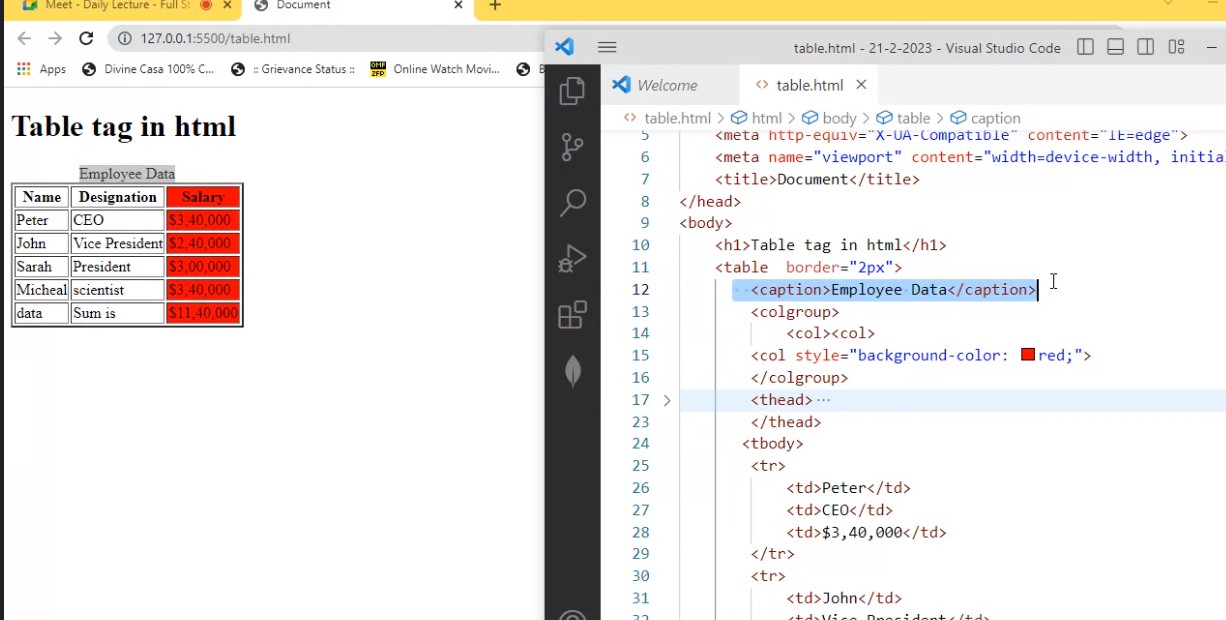 Meet - Daily Lecture - Full St
Document
127.0.0.1:5500/table.html
Apps
Divine Casa 100% C...
:: Grievance Status ::
Online Watch Movi...
B
Table tag in html
Employee Data
Name Designation Salary
Peter CEO $3,40,000
John Vice President $2,40,000
Sarah President $3,00,000
Micheal scientist $3,40,000
data Sum is $11,40,000
table.html - 21-2-2023 - Visual Studio Code
Welcome
table.html
table.html > html > body > table > caption
5 <meta http-equiv="X-UA-Compatible" content="IE=edge">
6 <meta name="viewport" content="width=device-width, initia
7 <title>Document</title>
8 </head>
9 <body>
10 <h1>Table tag in html</h1>
11 <table  border="2px">
12 <caption>Employee Data</caption>
13 <colgroup>
14 <col><col>
15 <col style="background-color: red;">
16 </colgroup>
17 <thead>...
23 </thead>
24 <tbody>
25 <tr>
26 <td>Peter</td>
27 <td>CEO</td>
28 <td>$3,40,000</td>
29 </tr>
30 <tr>
31 <td>John</td>
32 <td>Vice President</td>